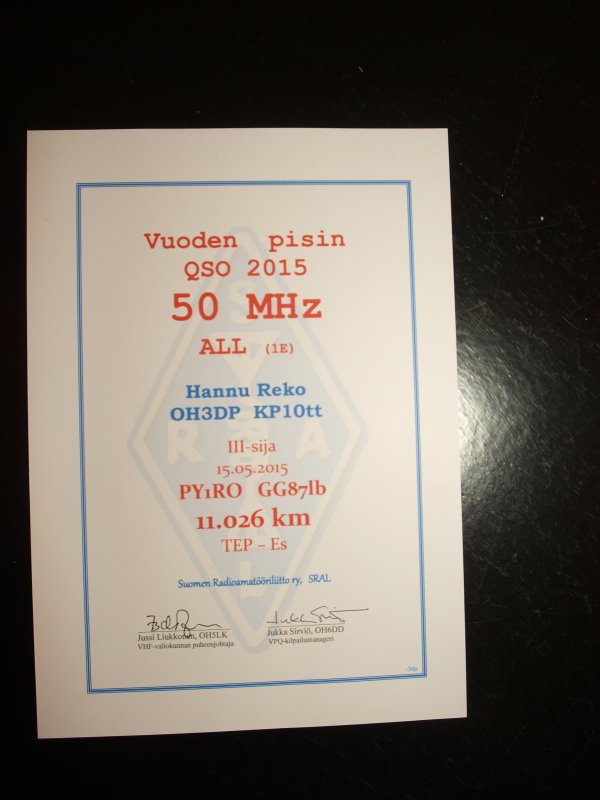 Vuoden pisin
QSO 2015
50 MHz
ALL (1E)
Hannu Reko
OH3DP KP10tt
III-sija
15.05.2015
PY1RO GG87lb
11.026 km
TEP – Es
Suomen Radioamatööriliitto ry, SRAL
Jussi Liukkonen, OH5LK
VHF-valiokunnan puheenjohtaja
Jukka Sirviö, OH6DD
VPQ-kilpailumanageri